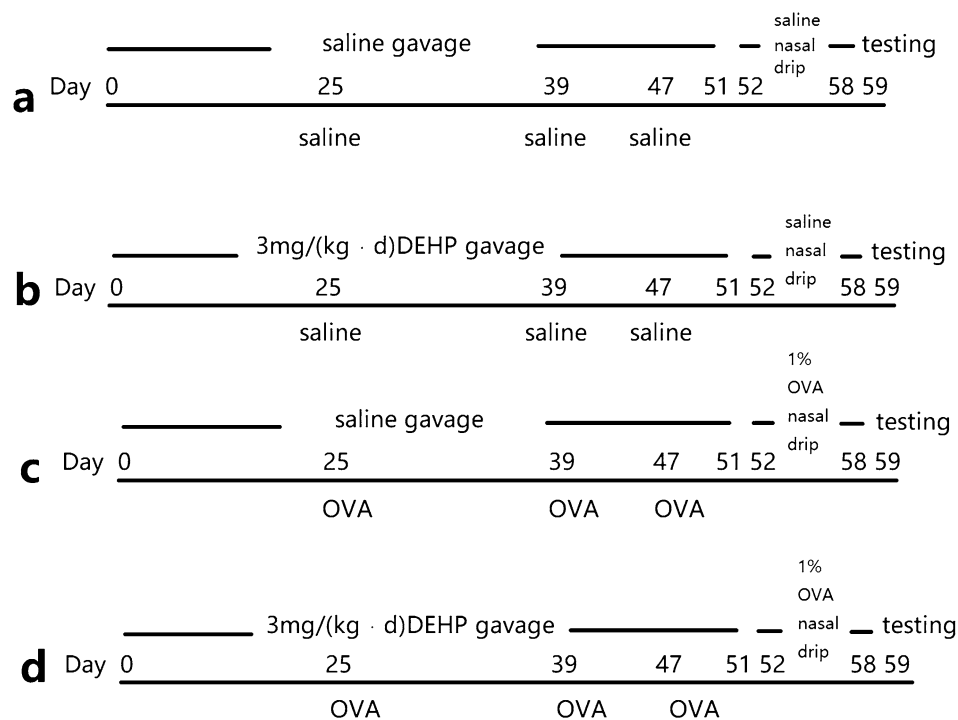 saline gavage
saline
nasal
drip
testing
a
Day 0 25 39 47 51 52 58 59
saline saline saline
3mg/(kg · d)DEHP gavage
saline
nasal
drip
testing
b
Day 0 25 39 47 51 52 58 59
saline saline saline
saline gavage
1%
OVA
nasal
drip
testing
c
Day 0 25 39 47 51 52 58 59
OVA OVA OVA
3mg/(kg · d)DEHP gavage
1%
OVA
nasal
drip
testing
d
Day 0 25 39 47 51 52 58 59
OVA OVA OVA